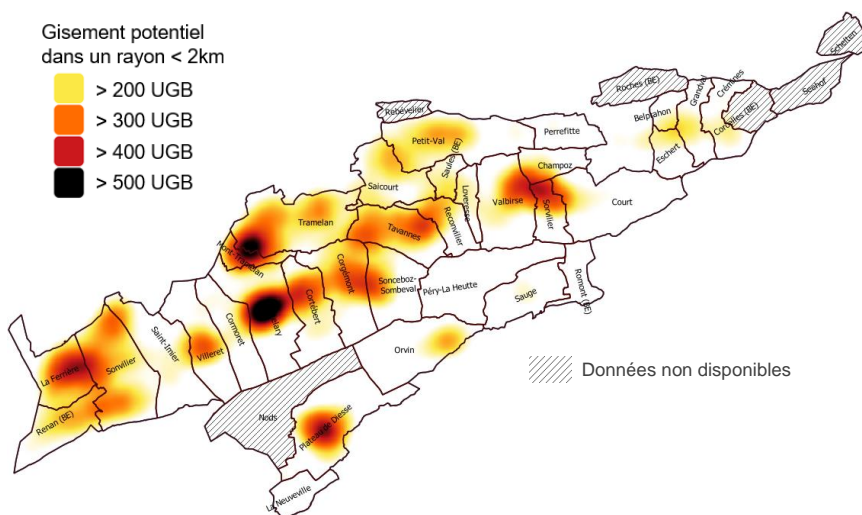 Gisement potentiel
dans un rayon < 2km
> 200 UGB
> 300 UGB
> 400 UGB
> 500 UGB
Schelten
Seehof
Roches (BE)
Grandval
Crémines
Rebévelier
Belprahon
Corcelles (BE)
Petit-Val
Perrefitte
Eschert
Saules (BE)
Champoz
Saicourt
Loveresse
Valbirse
Sorvilier
Court
Tramelan
Tavannes
Reconvilier
Mont-Tramelan
Corgémont
Sonceboz-
Sombeval
Péry-La Heutte
Sauge
Romont (BE)
Cortébert
Cormoret
Saint-Imier
Villeret
Orvin
La Ferrière
Sonvilier
Données non disponibles
Renan (BE)
Nods
Plateau de Diesse
La Neuveville